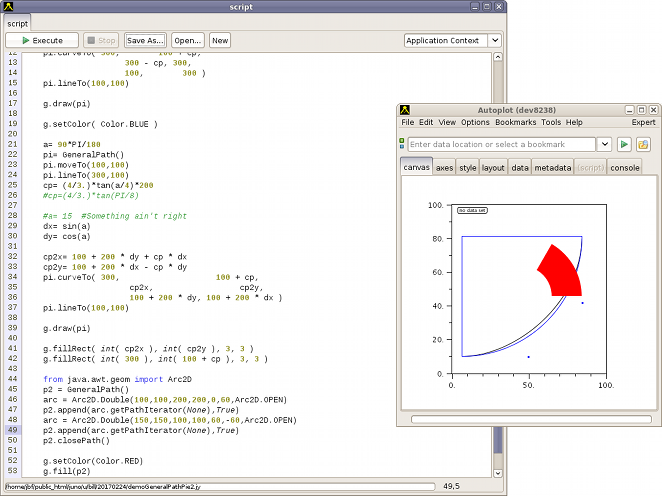 script
script
Execute
Stop
Save As...
Open...
New
Application Context
12 pi.curveTo( 300, 100 + cp,
13 300 - cp, 300,
14 100, 300 )
15 pi.lineTo(100,100)
16
17 g.draw(pi)
18
19 g.setColor( Color.BLUE )
20
21 a= 90*PI/180
22 pi= GeneralPath()
23 pi.moveTo(100,100)
24 pi.lineTo(300,100)
25 cp= (4/3.)*tan(a/4)*200
26 #cp=(4/3.)*tan(PI/8)
27
28 #a= 15 #Something ain't right
29 dx= sin(a)
30 dy= cos(a)
31
32 cp2x= 100 + 200 * dy + cp * dx
33 cp2y= 100 + 200 * dx - cp * dy
34 pi.curveTo( 300, 100 + cp,
35 cp2x, cp2y,
36 100 + 200 * dy, 100 + 200 * dx )
37 pi.lineTo(100,100)
38
39 g.draw(pi)
40
41 g.fillRect( int( cp2x ), int( cp2y ), 3, 3 )
42 g.fillRect( int( 300 ), int( 100 + cp ), 3, 3 )
43
44 from java.awt.geom import Arc2D
45 p2 = GeneralPath()
46 arc = Arc2D.Double(100,100,200,200,0,60,Arc2D.OPEN)
47 p2.append(arc.getPathIterator(None),True)
48 arc = Arc2D.Double(150,150,100,100,60,-60,Arc2D.OPEN)
49 p2.append(arc.getPathIterator(None),True)
50 p2.closePath()
51
52 g.setColor(Color.RED)
53 g.fill(p2)
/home/jbf/public_html/juno/ufbill/20170224/demoGeneralPathPie2.jy
49,5
Autoplot (dev8238)
File Edit View Options Bookmarks Tools Help Expert
Enter data location or select a bookmark
canvas axes style layout data metadata (script) console
no data set
100.
80.
60.
40.
20.
0.
0. 50. 100.